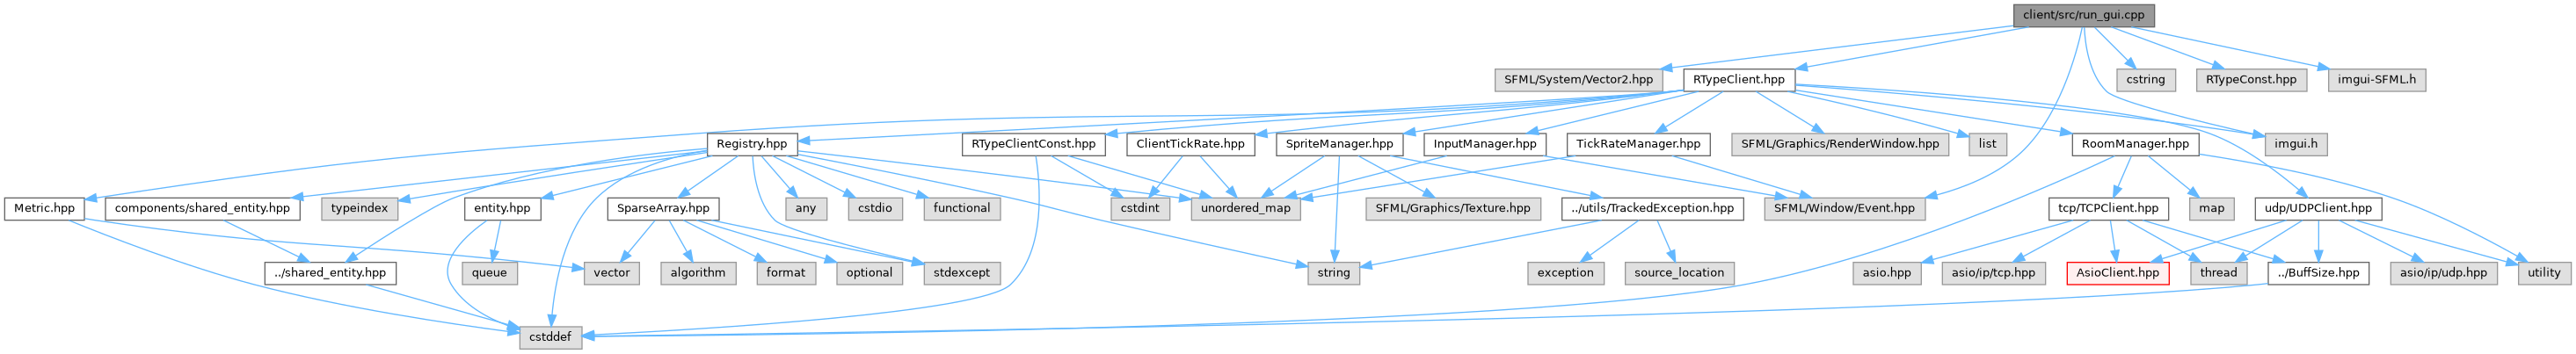 client/src/run_gui.cpp
SFML/System/Vector2.hpp
RTypeClient.hpp
cstring
RTypeConst.hpp
imgui-SFML.h
Registry.hpp
RTypeClientConst.hpp
ClientTickRate.hpp
SpriteManager.hpp
InputManager.hpp
TickRateManager.hpp
SFML/Graphics/RenderWindow.hpp
list
RoomManager.hpp
imgui.h
Metric.hpp
components/shared_entity.hpp
typeindex
entity.hpp
SparseArray.hpp
any
cstdio
functional
cstdint
unordered_map
SFML/Graphics/Texture.hpp
../utils/TrackedException.hpp
SFML/Window/Event.hpp
tcp/TCPClient.hpp
map
udp/UDPClient.hpp
../shared_entity.hpp
queue
vector
algorithm
format
optional
stdexcept
string
exception
source_location
asio.hpp
asio/ip/tcp.hpp
AsioClient.hpp
thread
../BuffSize.hpp
asio/ip/udp.hpp
utility
cstddef